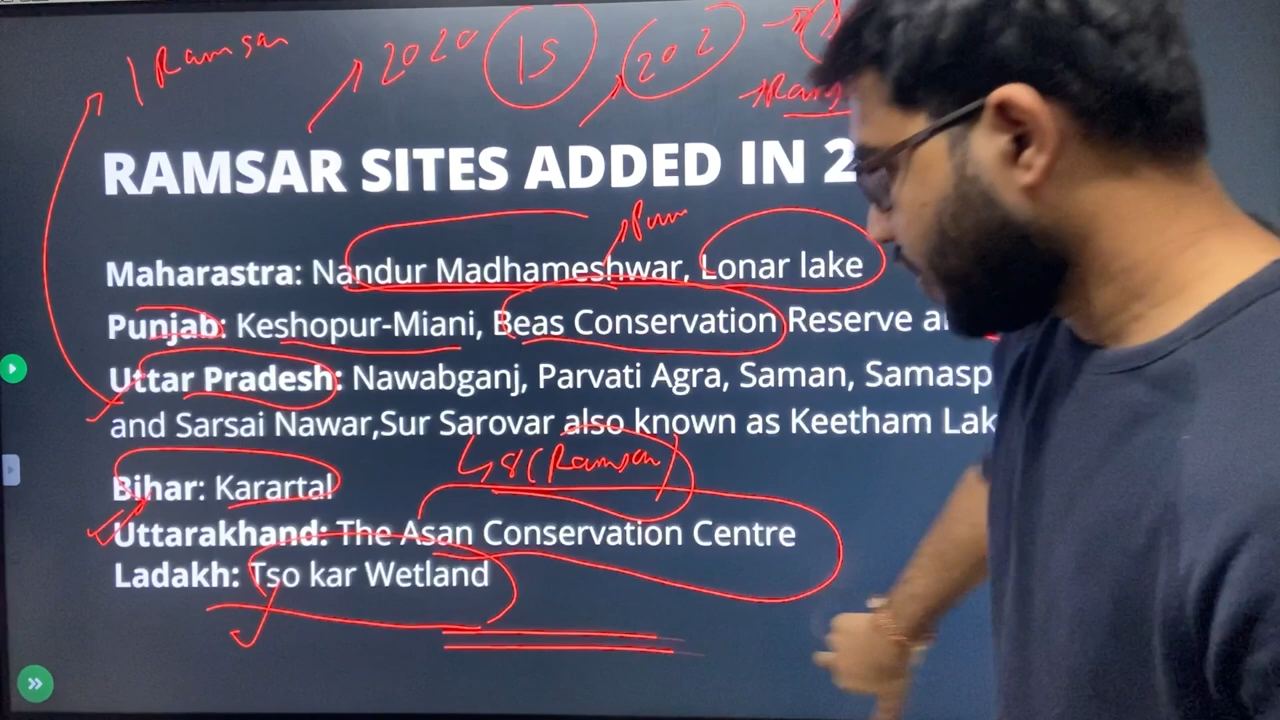 Ramsar
2020 15 202
RAMSAR SITES ADDED IN 2
Maharastra: Nandur Madhameshwar, Lonar lake
Punjab: Keshopur-Miani, Beas Conservation Reserve
Uttar Pradesh: Nawabganj, Parvati Agra, Saman, Samasp
and Sarsai Nawar,Sur Sarovar also known as Keetham Lak
8 (Ramsar)
Bihar: Karartal
Uttarakhand: The Asan Conservation Centre
Ladakh: Tso kar Wetland